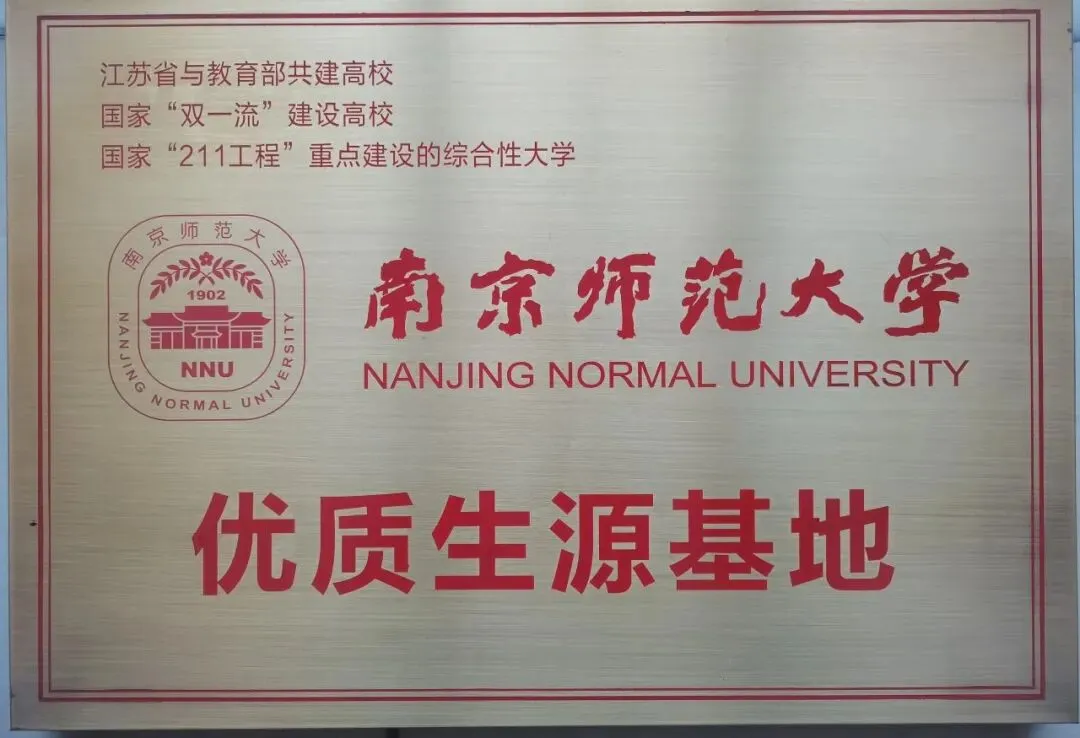 江苏省与教育部共建高校
国家“双一流”建设高校
国家“211工程”重点建设的综合性大学
南京师范大学
1902
NNU
NANJING NORMAL UNIVERSITY
南京师范大学
NANJING NORMAL UNIVERSITY
优质生源基地